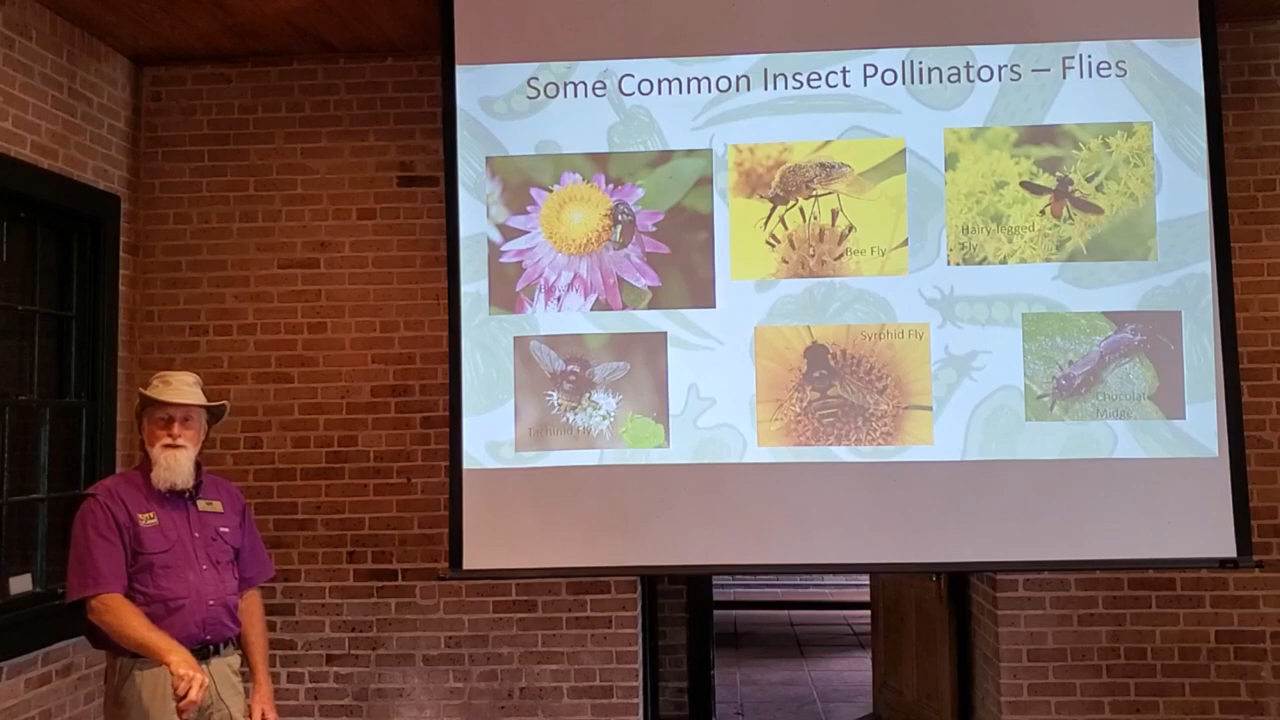 Some Common Insect Pollinators – Flies
Blowfly
Bee Fly
Hairy-legged
Fly
Tachinid Fly
Syrphid Fly
Chocolate
Midge